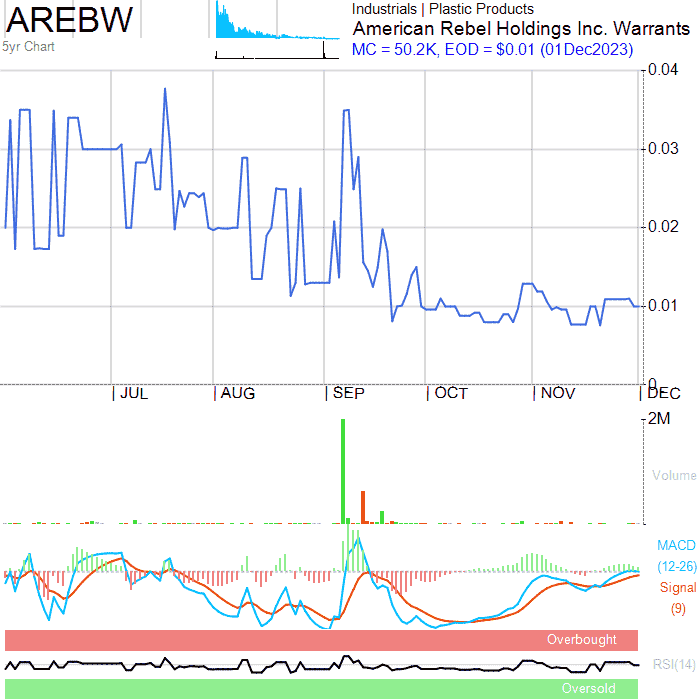 AREBW
5yr Chart
Industrials | Plastic Products
American Rebel Holdings Inc. Warrants
MC = 50.2K, EOD = $0.01 (01Dec2023)
0.04
0.03
0.02
0.01
0
JUL AUG SEP OCT NOV DEC
2M
Volume
MACD
(12-26)
Signal
(9)
Overbought
RSI(14)
Oversold